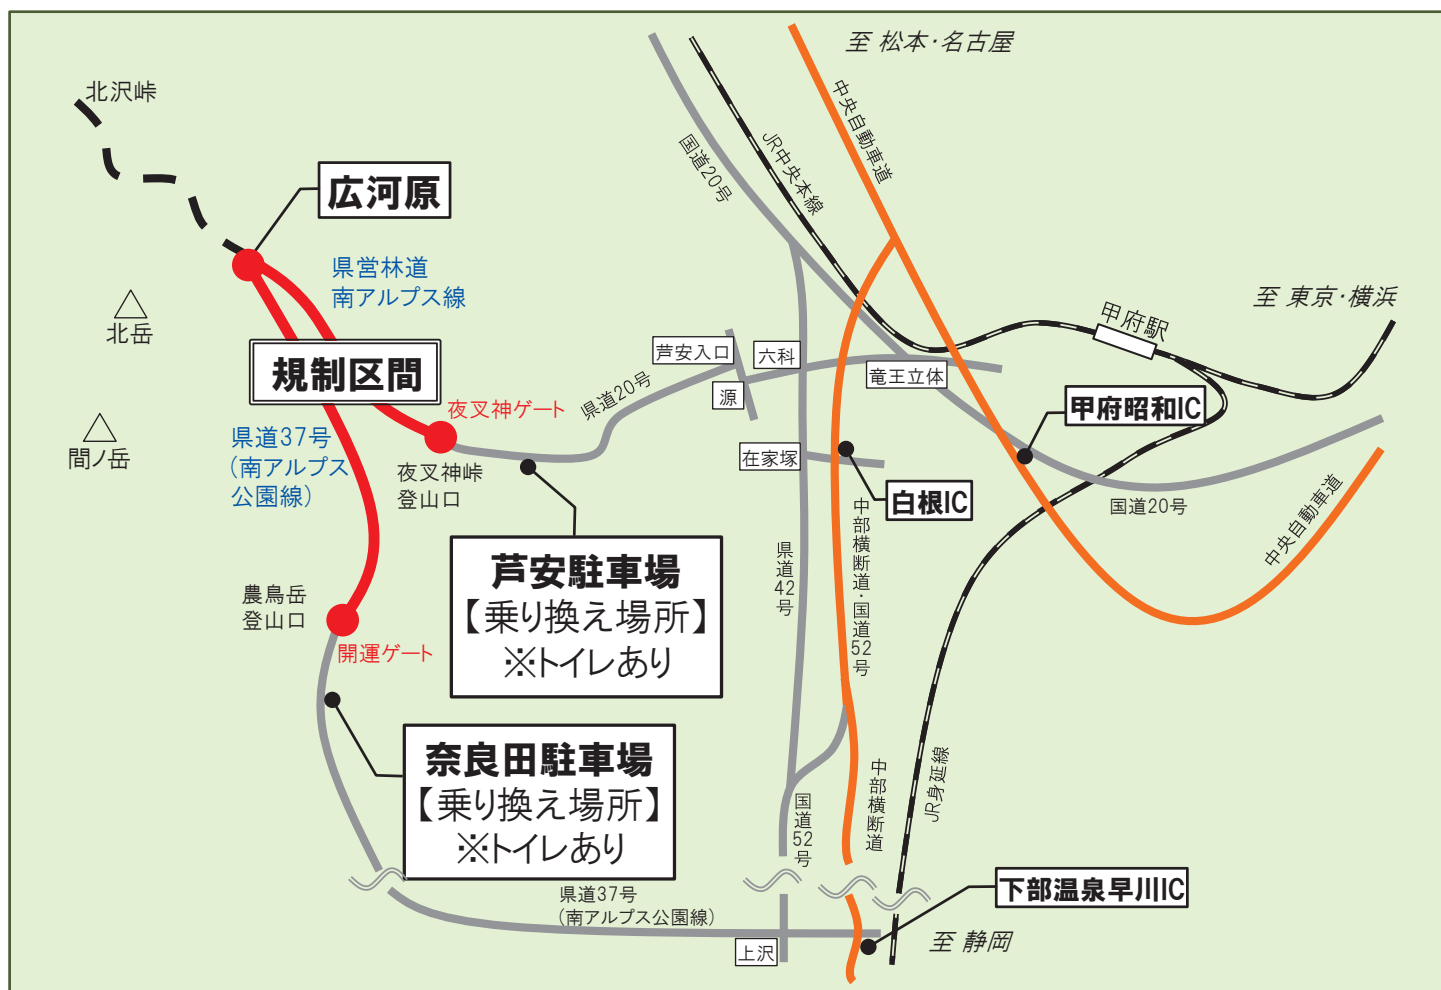 至 松本・名古屋
北沢峠
中央自動車道
国道20号
JR中央本線
広河原
県営林道
南アルプス線
至 東京・横浜
北岳
甲府駅
芦安入口
六科
規制区間
竜王立体
県道20号
源
夜叉神ゲート
甲府昭和IC
県道37号
(南アルプス
公園線)
間ノ岳
在家塚
夜叉神峠
登山口
白根IC
国道20号
中央自動車道
中部横断道・国道52号
県道42号
芦安駐車場
【乗り換え場所】
※トイレあり
農鳥岳
登山口
開運ゲート
奈良田駐車場
【乗り換え場所】
※トイレあり
国道52号
中部横断道
JR身延線
県道37号
(南アルプス公園線)
下部温泉早川IC
上沢
至 静岡